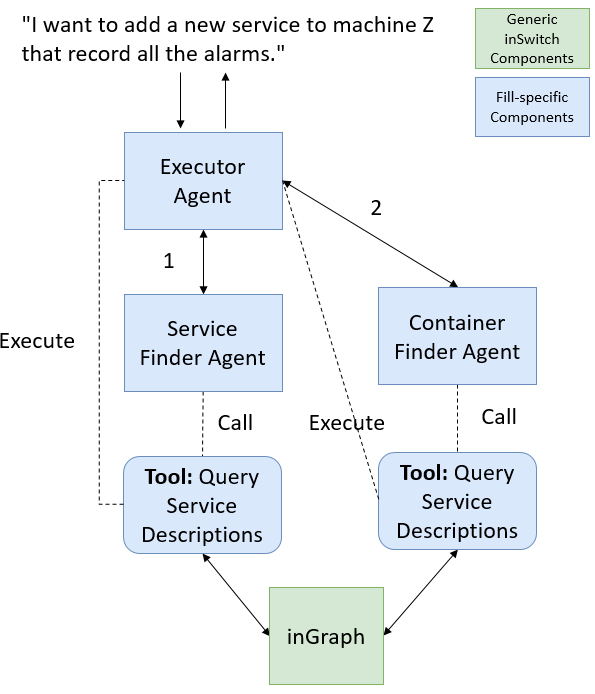 "I want to add a new service to machine Z
that record all the alarms."
Generic
inSwitch
Components
Fill-specific
Components
Executor
Agent
2
1
Service
Finder Agent
Container
Finder Agent
Execute
Call
Execute
Call
Tool: Query
Service
Descriptions
Tool: Query
Service
Descriptions
inGraph